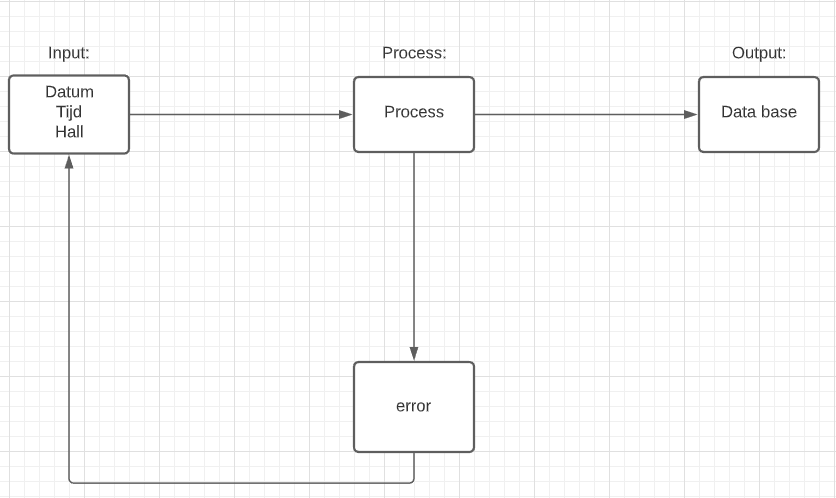 Input:
Process:
Output:
Datum
Tijd
Hall
Process
Data base
error